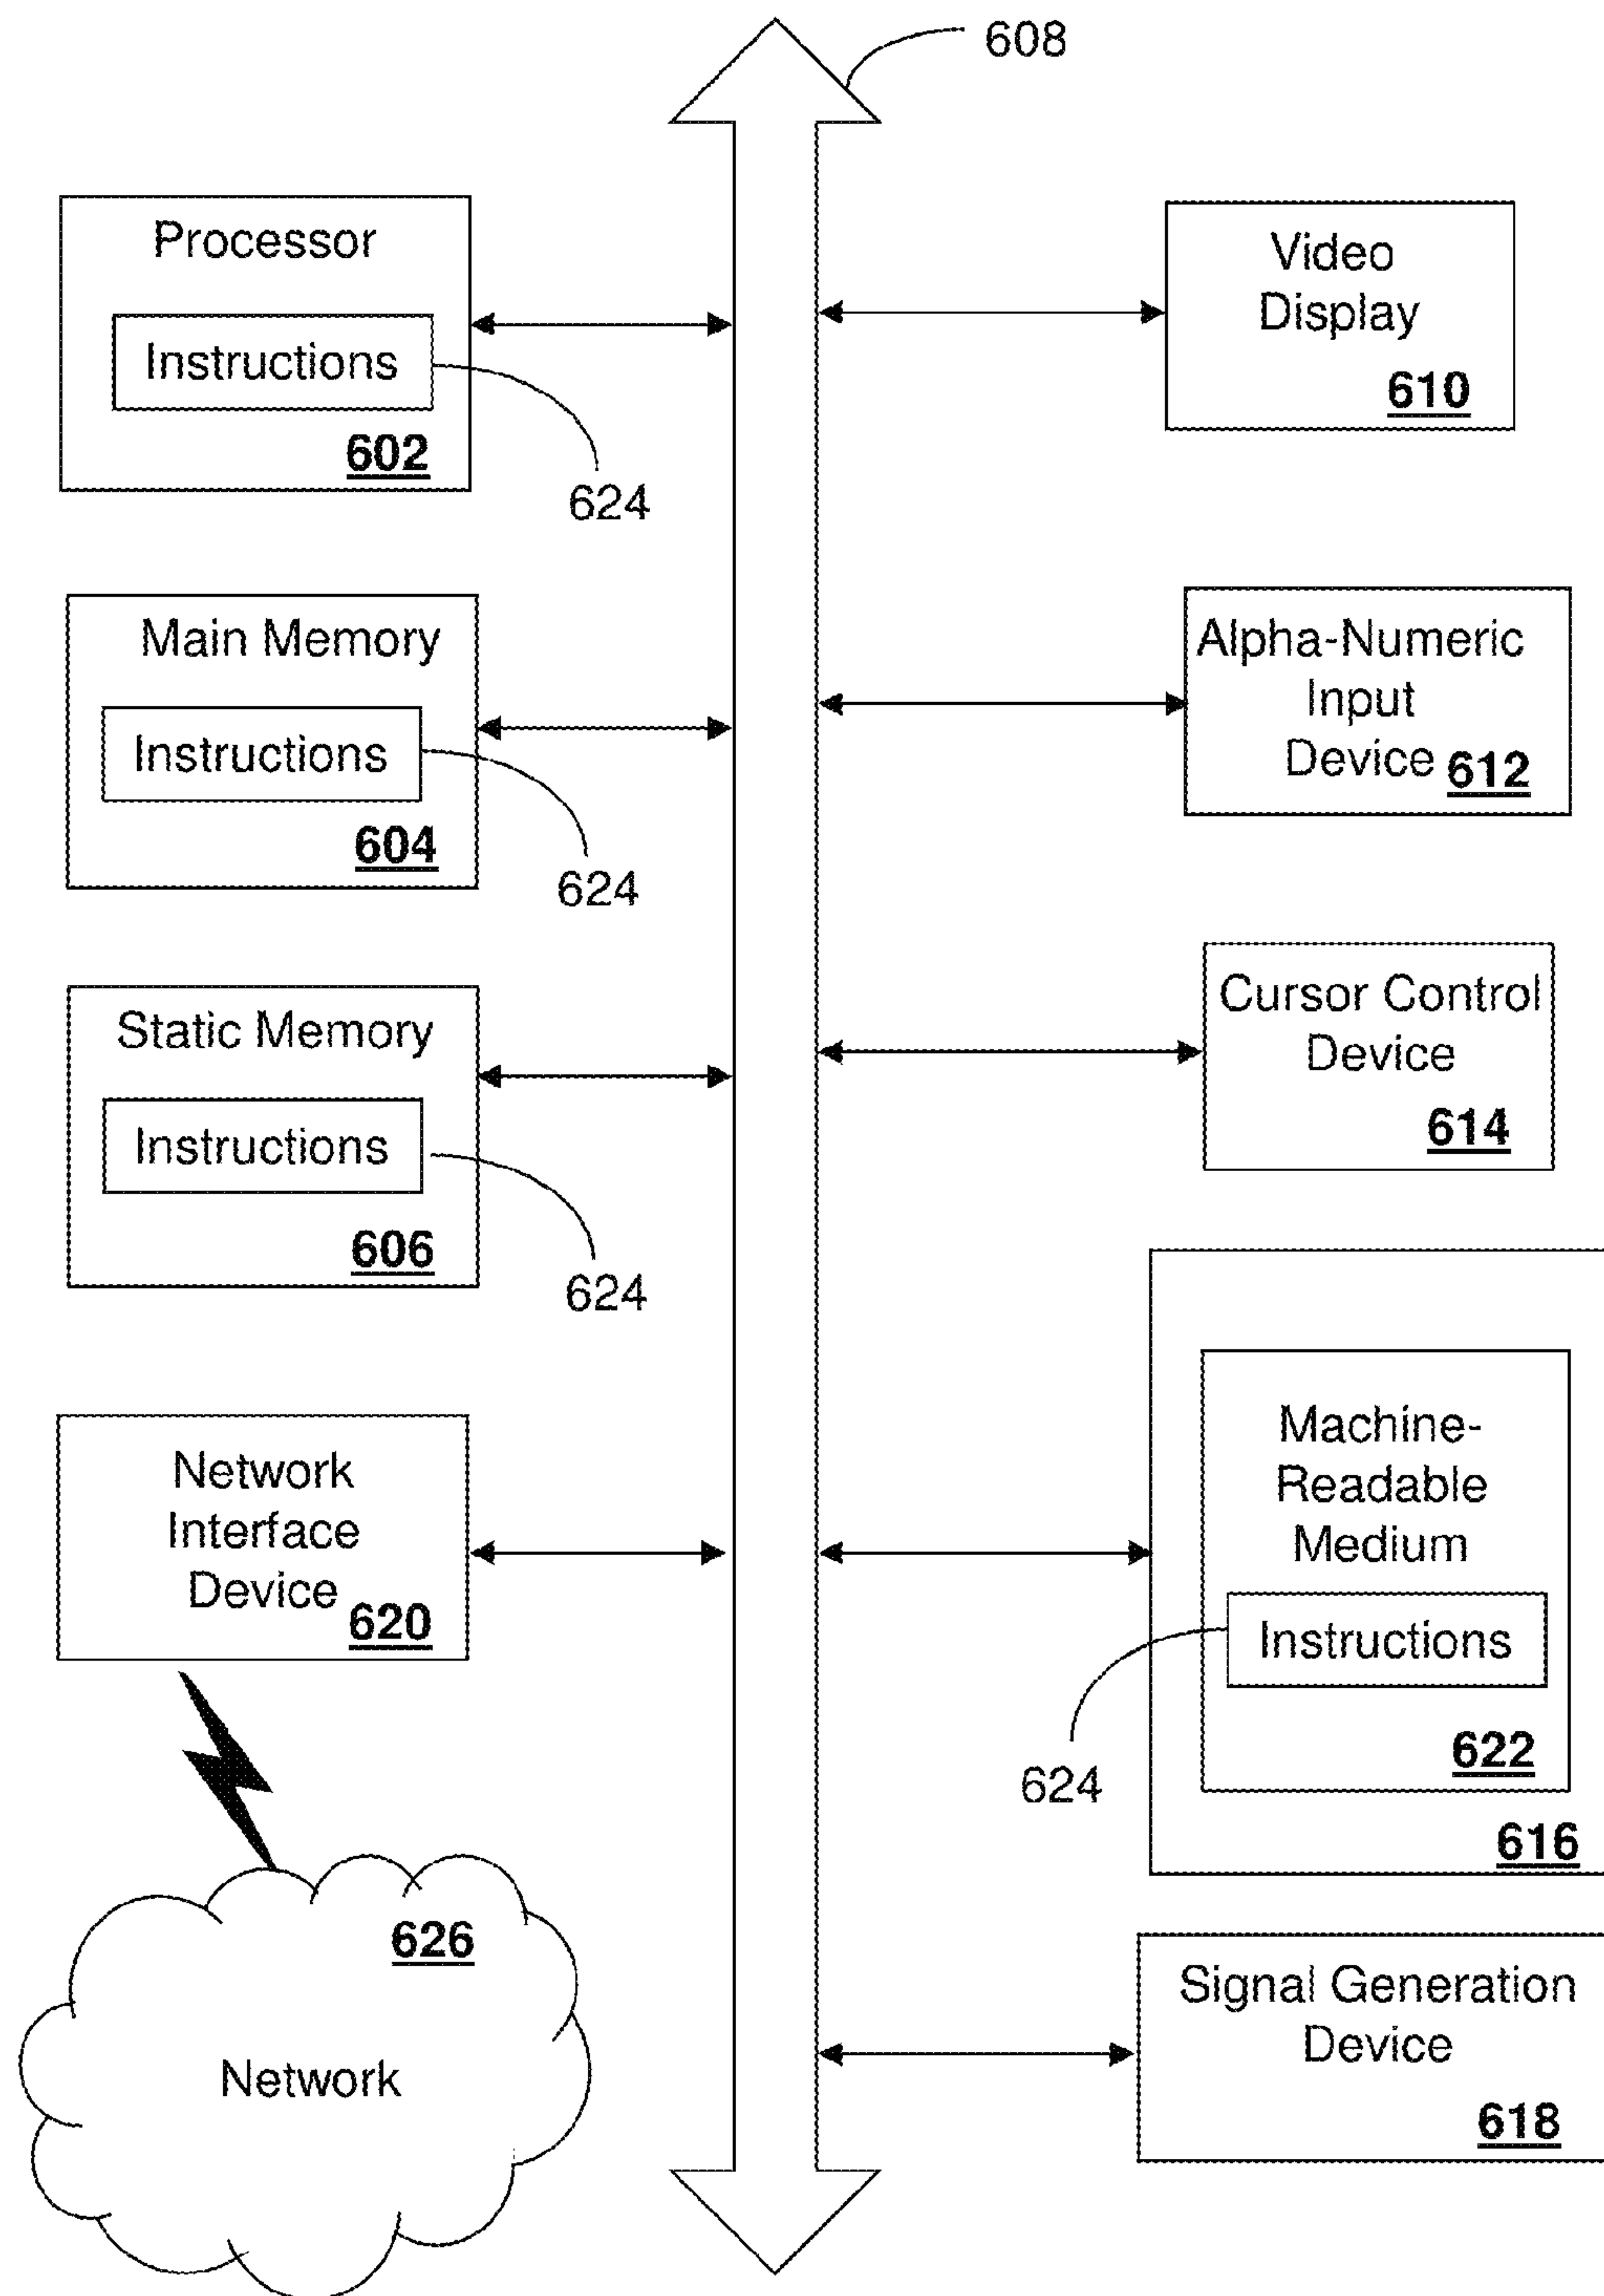 608
Processor
Instructions
602
624
Main Memory
Instructions
604
624
Static Memory
Instructions
606
624
Network
Interface
Device
620
626
Network
Video
Display
610
Alpha-Numeric
Input
Device 612
Cursor Control
Device
614
Machine-
Readable
Medium
Instructions
622
624
616
Signal Generation
Device
618